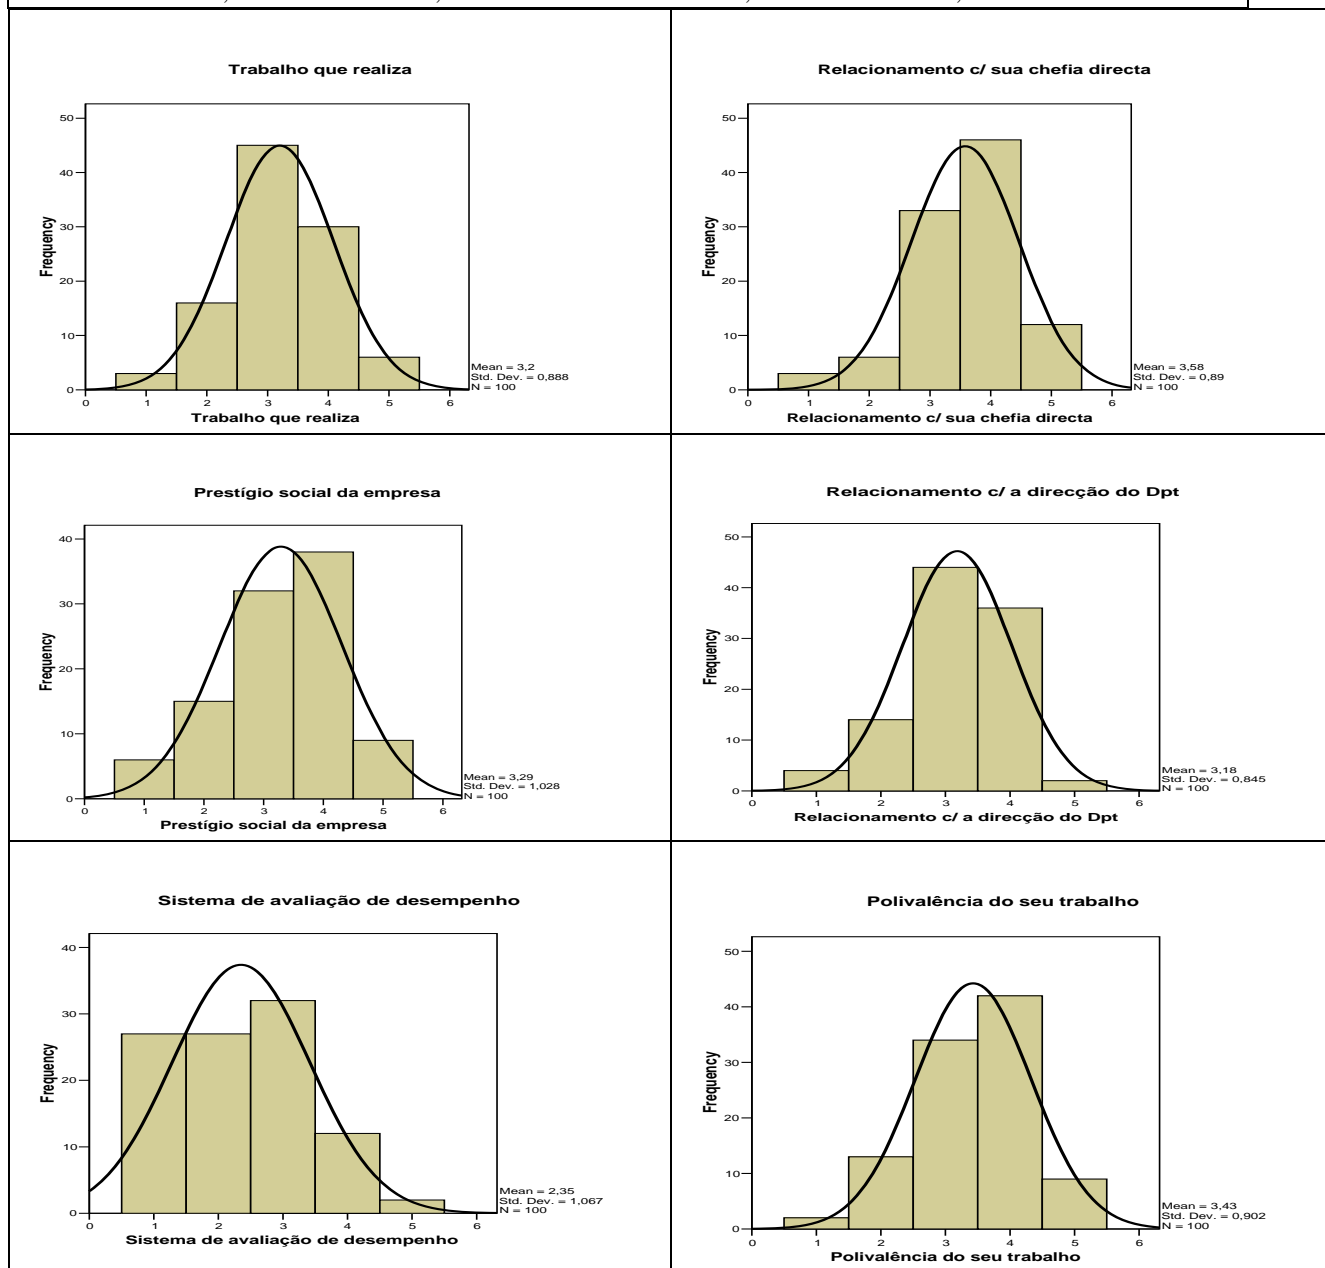 Trabalho que realiza
50
40
30
20
10
0
Frequency
0 1 2 3 4 5 6
Trabalho que realiza
Mean = 3,2
Std. Dev. = 0,888
N = 100
Relacionamento c/ sua chefia directa
50
40
30
20
10
0
Frequency
0 1 2 3 4 5 6
Relacionamento c/ sua chefia directa
Mean = 3,58
Std. Dev. = 0,89
N = 100
Prestígio social da empresa
40
30
20
10
0
Frequency
0 1 2 3 4 5 6
Prestígio social da empresa
Mean = 3,29
Std. Dev. = 1,028
N = 100
Relacionamento c/ a direcção do Dpt
50
40
30
20
10
0
Frequency
0 1 2 3 4 5 6
Relacionamento c/ a direcção do Dpt
Mean = 3,18
Std. Dev. = 0,845
N = 100
Sistema de avaliação de desempenho
40
30
20
10
0
Frequency
0 1 2 3 4 5 6
Sistema de avaliação de desempenho
Mean = 2,35
Std. Dev. = 1,067
N = 100
Polivalência do seu trabalho
50
40
30
20
10
0
Frequency
0 1 2 3 4 5 6
Polivalência do seu trabalho
Mean = 3,43
Std. Dev. = 0,902
N = 100